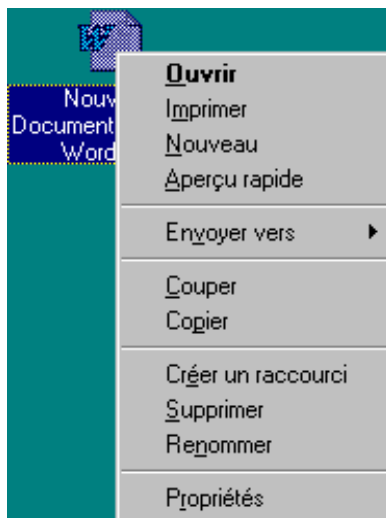 Nouv
Document
Word
Ouvrir
Imprimer
Nouveau
Aperçu rapide
Envoyer vers
Couper
Copier
Créer un raccourci
Supprimer
Renommer
Propriétés